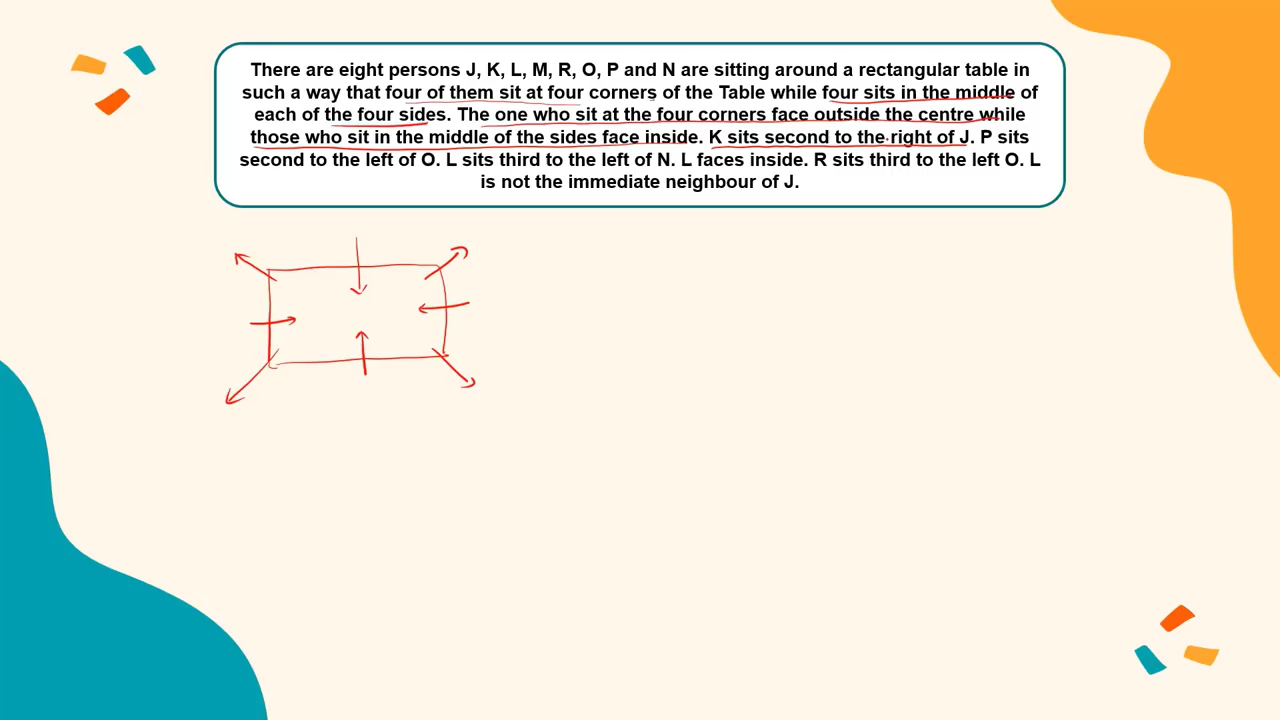 There are eight persons J, K, L, M, R, O, P and N are sitting around a rectangular table in
such a way that four of them sit at four corners of the Table while four sits in the middle of
each of the four sides. The one who sit at the four corners face outside the centre while
those who sit in the middle of the sides face inside. K sits second to the right of J. P sits
second to the left of O. L sits third to the left of N. L faces inside. R sits third to the left O. L
is not the immediate neighbour of J.